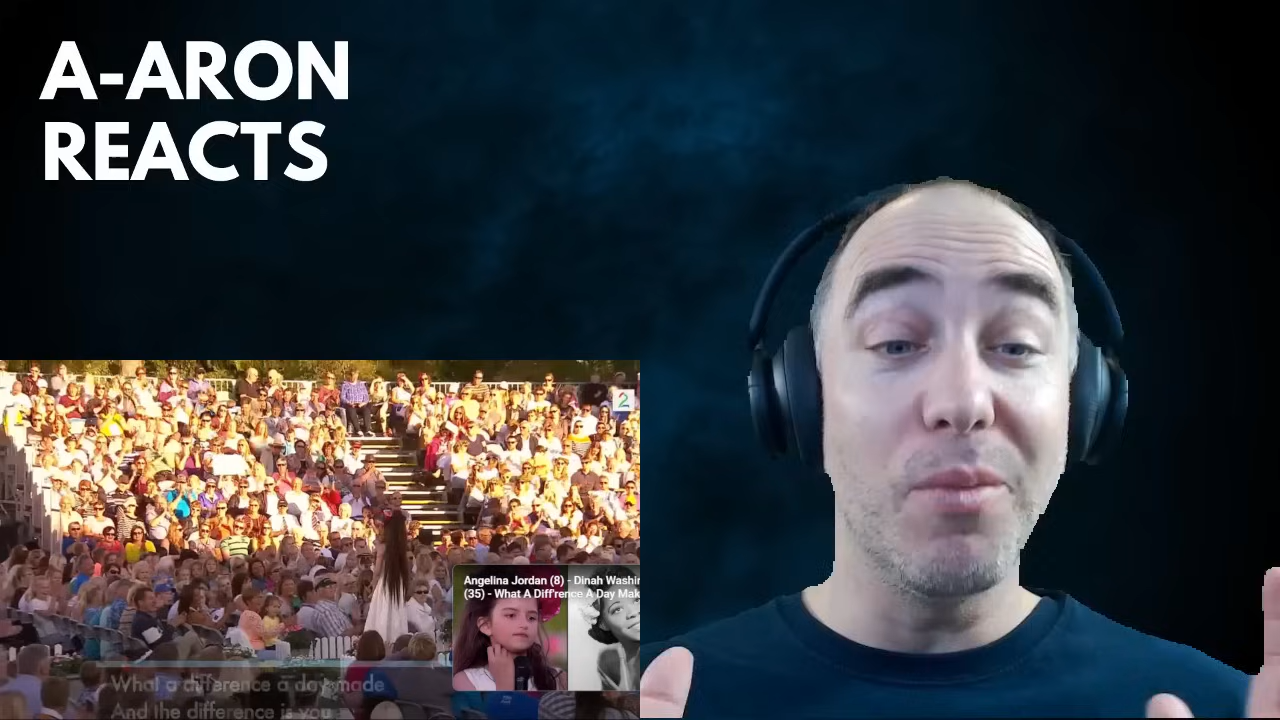 A-ARON
REACTS
2
Angelina Jordan (8) - Dinah Washin
(35) - What A Diff'rence A Day Mak
What a difference a day made
And the difference is you